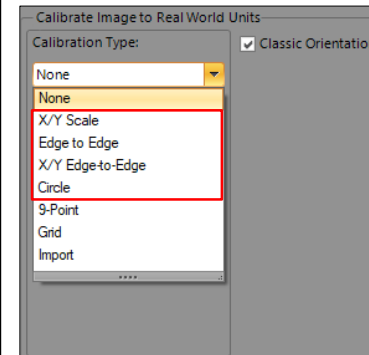 Calibrate Image to Real World Units
Calibration Type:
Classic Orientatio
None
None
X/Y Scale
Edge to Edge
X/Y Edge-to-Edge
Circle
9-Point
Grid
Import